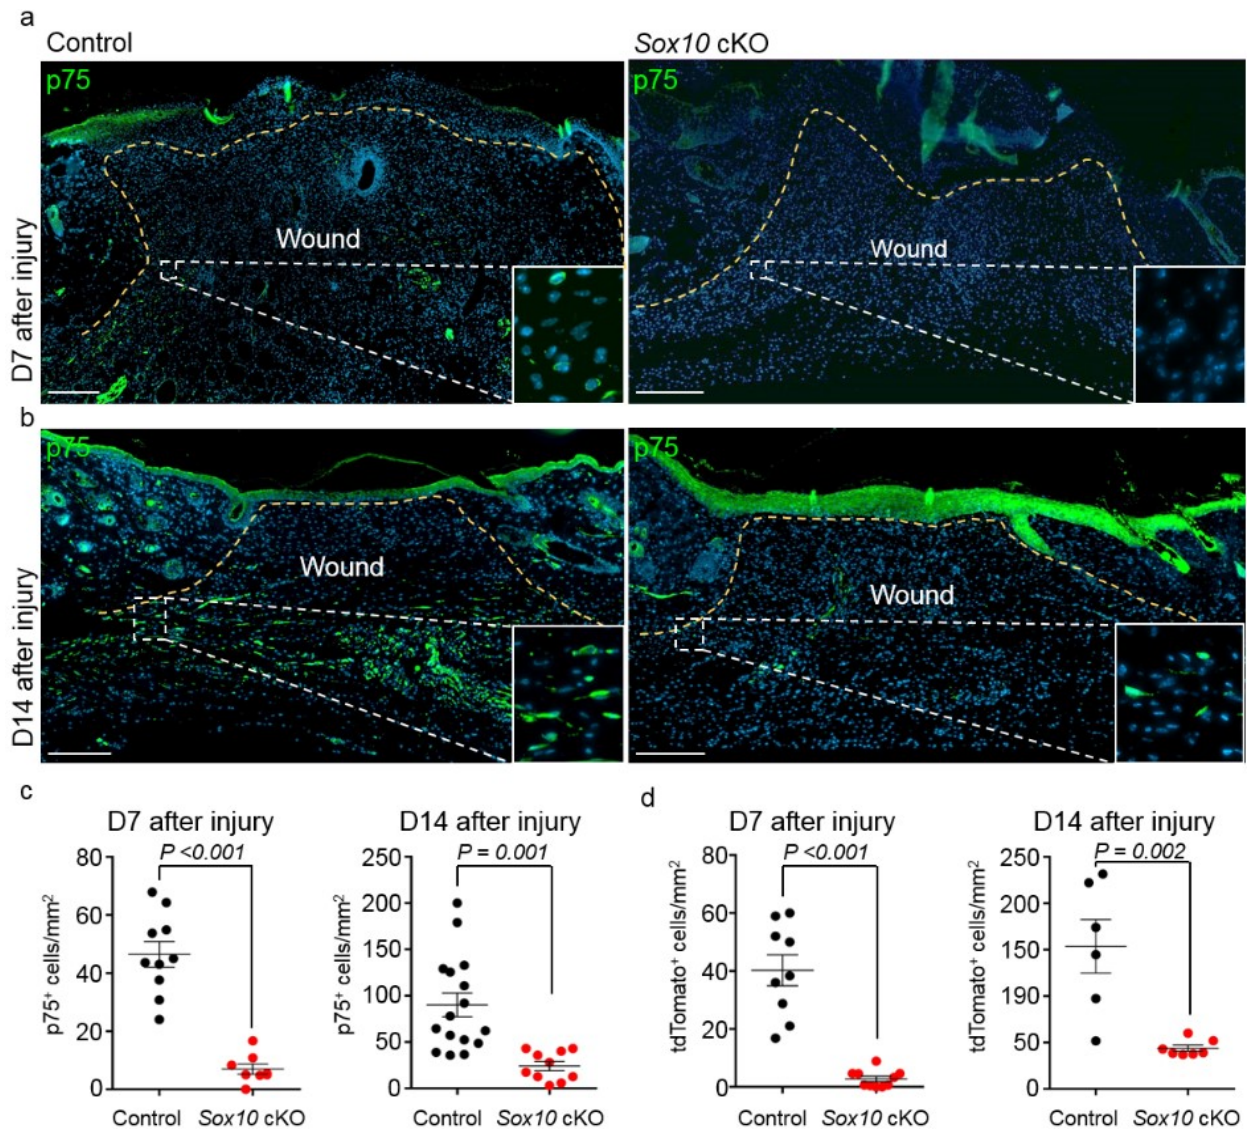 a
Control
Sox10 cKO
p75
p75
D7 after injury
Wound
Wound
b
p75
p75
D14 after injury
Wound
Wound
c
D7 after injury
P <0.001
p75+ cells/mm2
80
60
40
20
0
Control
Sox10 cKO
D14 after injury
P = 0.001
p75+ cells/mm2
250
200
150
100
50
0
Control
Sox10 cKO
d
D7 after injury
P <0.001
tdTomato+ cells/mm2
80
60
40
20
0
Control
Sox10 cKO
D14 after injury
P = 0.002
tdTomato+ cells/mm2
250
200
150
190
50
0
Control
Sox10 cKO